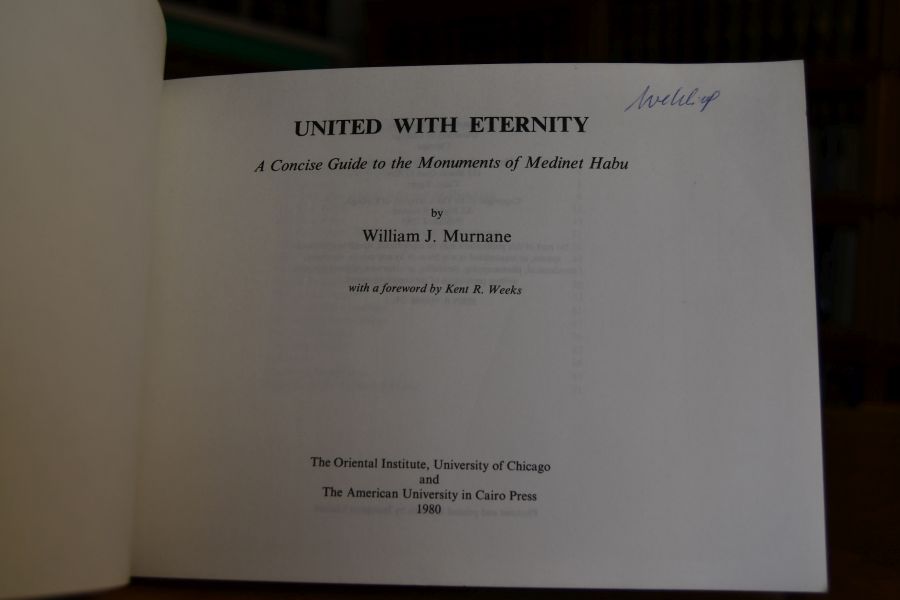 UNITED WITH ETERNITY
A Concise Guide to the Monuments of Medinet Habu
by
William J. Murnane
with a foreword by Kent R. Weeks
The Oriental Institute, University of Chicago
and
The American University in Cairo Press
1980